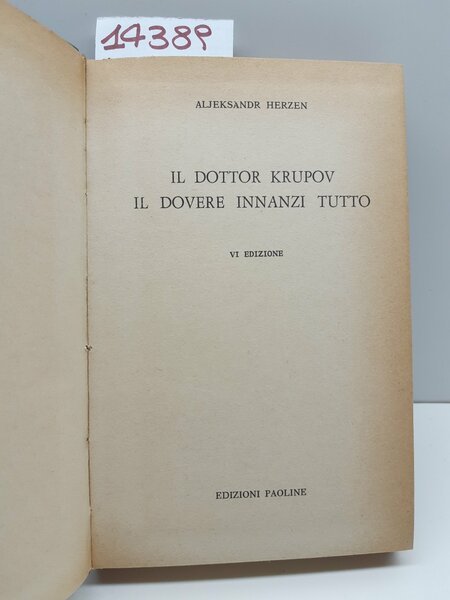 14389
ALJEKSANDR HERZEN
IL DOTTOR KRUPOV
IL DOVERE INNANZI TUTTO
VI EDIZIONE
EDIZIONI PAOLINE